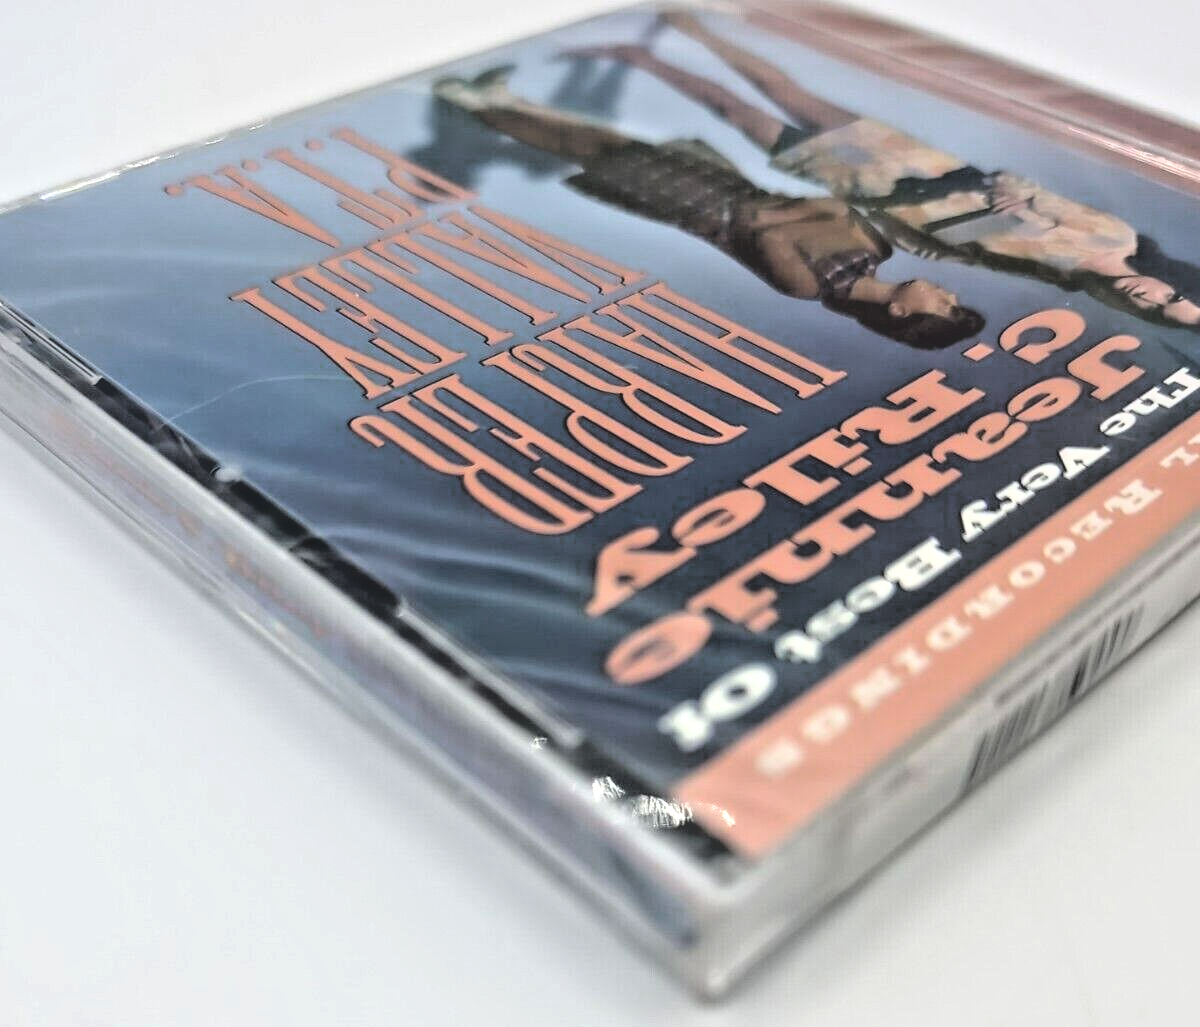 L RECORDINGS
The Very Best Of
Jeannie
C. Riley
HARPER
VALLEY
P.T.A.